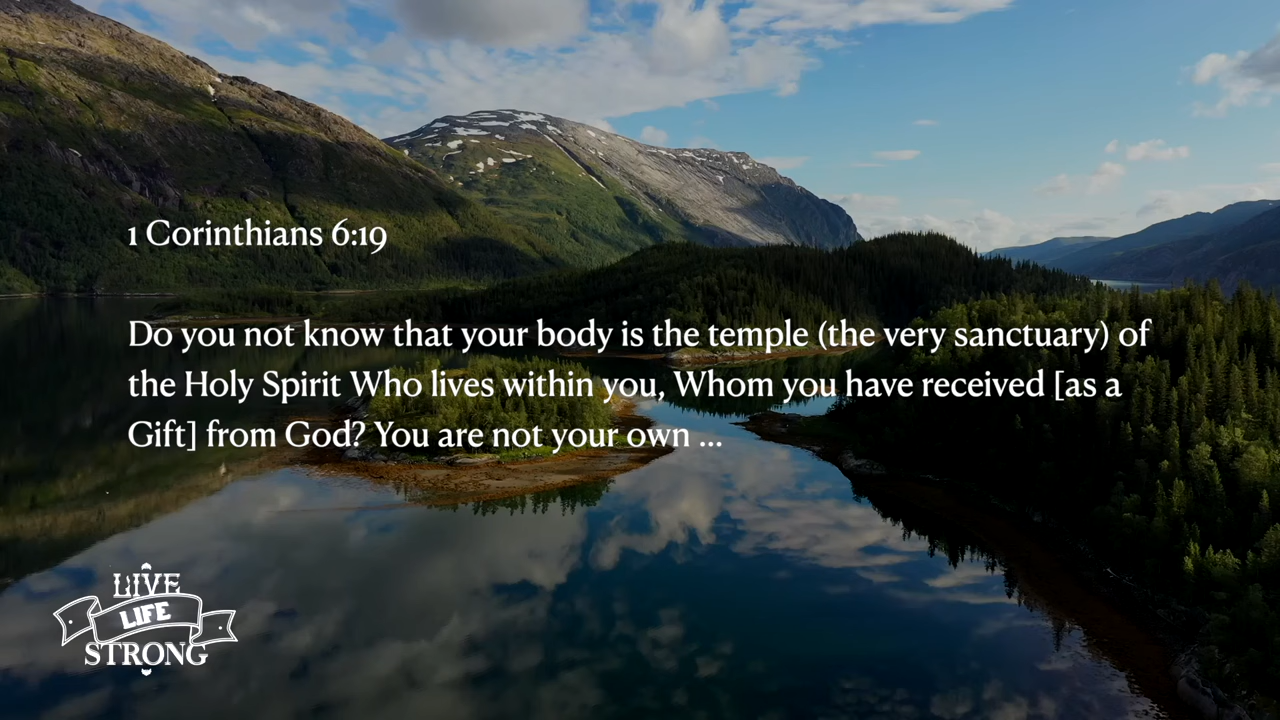 1 Corinthians 6:19
Do you not know that your body is the temple (the very sanctuary) of
the Holy Spirit Who lives within you, Whom you have received [as a
Gift] from God? You are not your own ...
LIVE
LIFE
STRONG